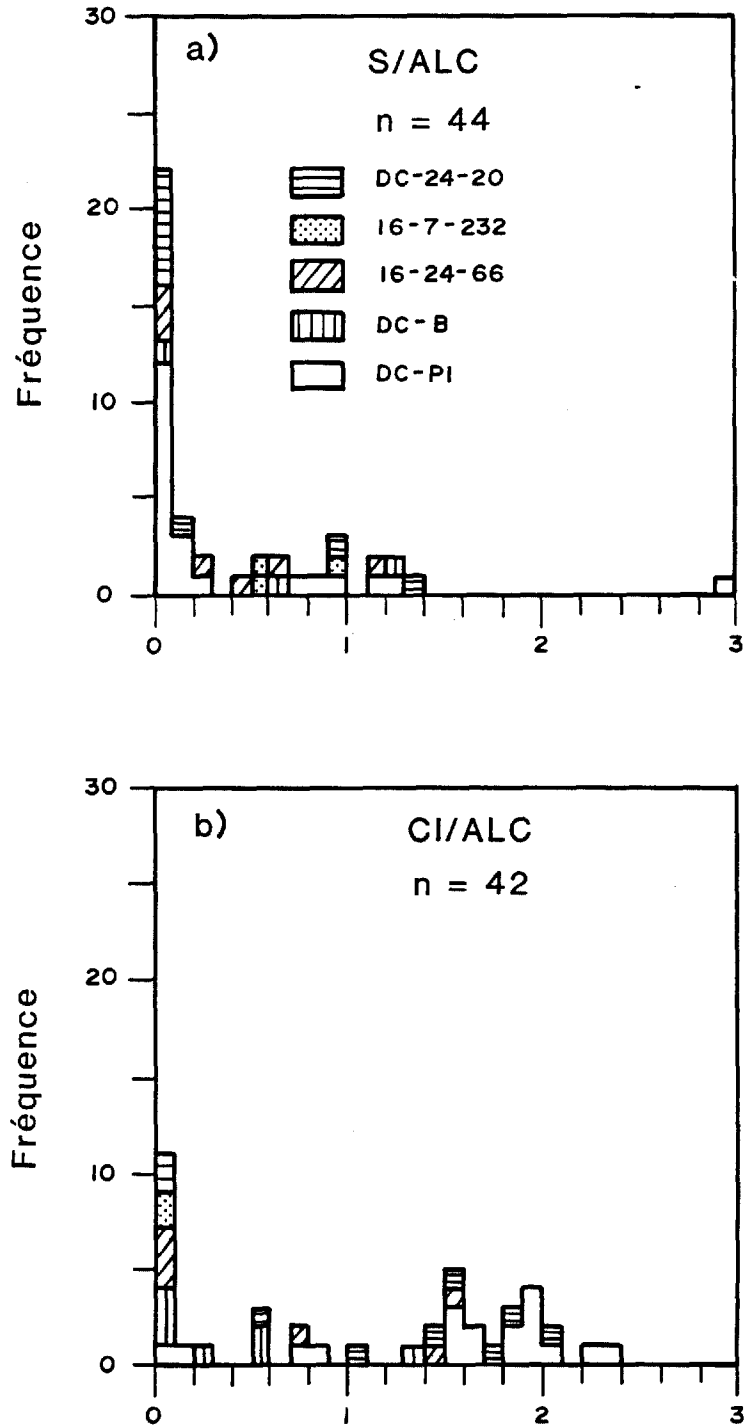 30
a)
S/ALC
n = 44
DC-24-20
20
16-7-232
16-24-66
DC-B
DC-PI
10
0
Fréquence
0 1 2 3
30
b)
Cl/ALC
n = 42
20
10
0
Fréquence
0 1 2 3